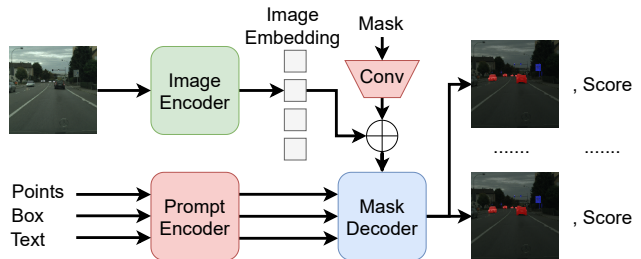 Image
Embedding
Mask
Image
Encoder
Conv
, Score
....... .......
Points
Box
Text
Prompt
Encoder
Mask
Decoder
, Score